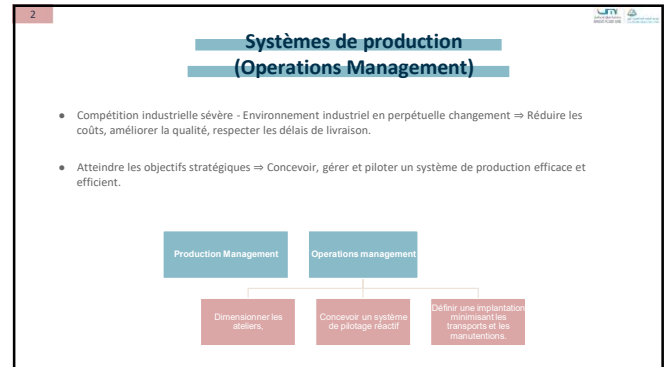 2
Systèmes de production
(Operations Management)
● Compétition industrielle sévère - Environnement industriel en perpétuelle changement ⇒ Réduire les
coûts, améliorer la qualité, respecter les délais de livraison.
● Atteindre les objectifs stratégiques ⇒ Concevoir, gérer et piloter un système de production efficace et
efficient.
Production Management
Operations management
Dimensionner les
ateliers,
Concevoir un système
de pilotage réactif
Définir une implantation
minimisant les
transports et les
manutentions.